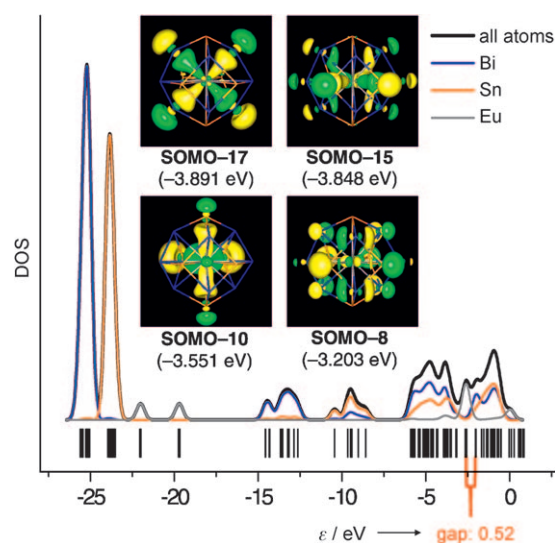 all atoms
Bi
Sn
Eu
SOMO–17
(–3.891 eV)
SOMO–15
(–3.848 eV)
SOMO–10
(–3.551 eV)
SOMO–8
(–3.203 eV)
DOS
-25
-20
-15
-10
-5
0
ε / eV
gap: 0.52